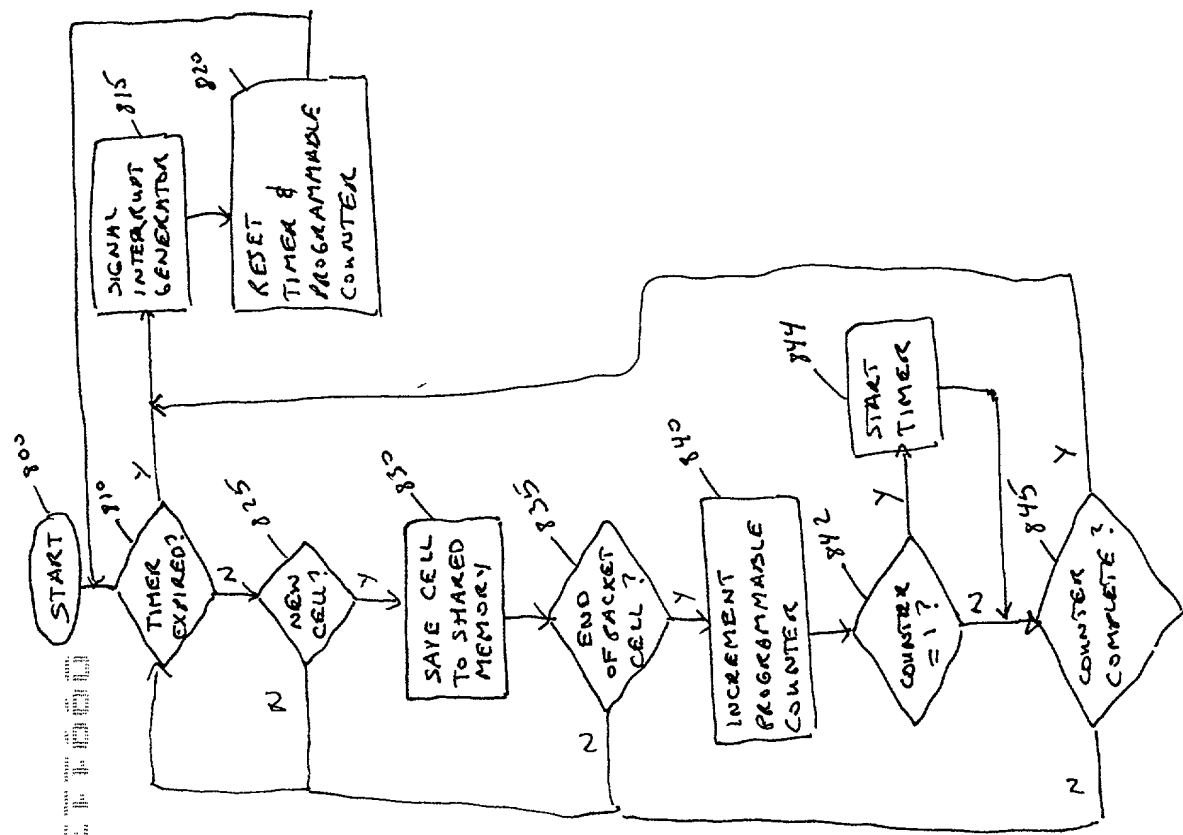 START
800
TIMER
EXPIRED?
810
Y
N
SIGNAL
INTERRUPT
GENERATOR
815
RESET
TIMER &
PROGRAMMABLE
COUNTER
820
NEW
CELL?
825
N
Y
SAVE CELL
TO SHARED
MEMORY
830
END
OF PACKET
CELL?
835
N
Y
INCREMENT
PROGRAMMABLE
COUNTER
840
COUNTER
=1?
842
Y
N
START
TIMER
844
COUNTER
COMPLETE?
845
Y
N